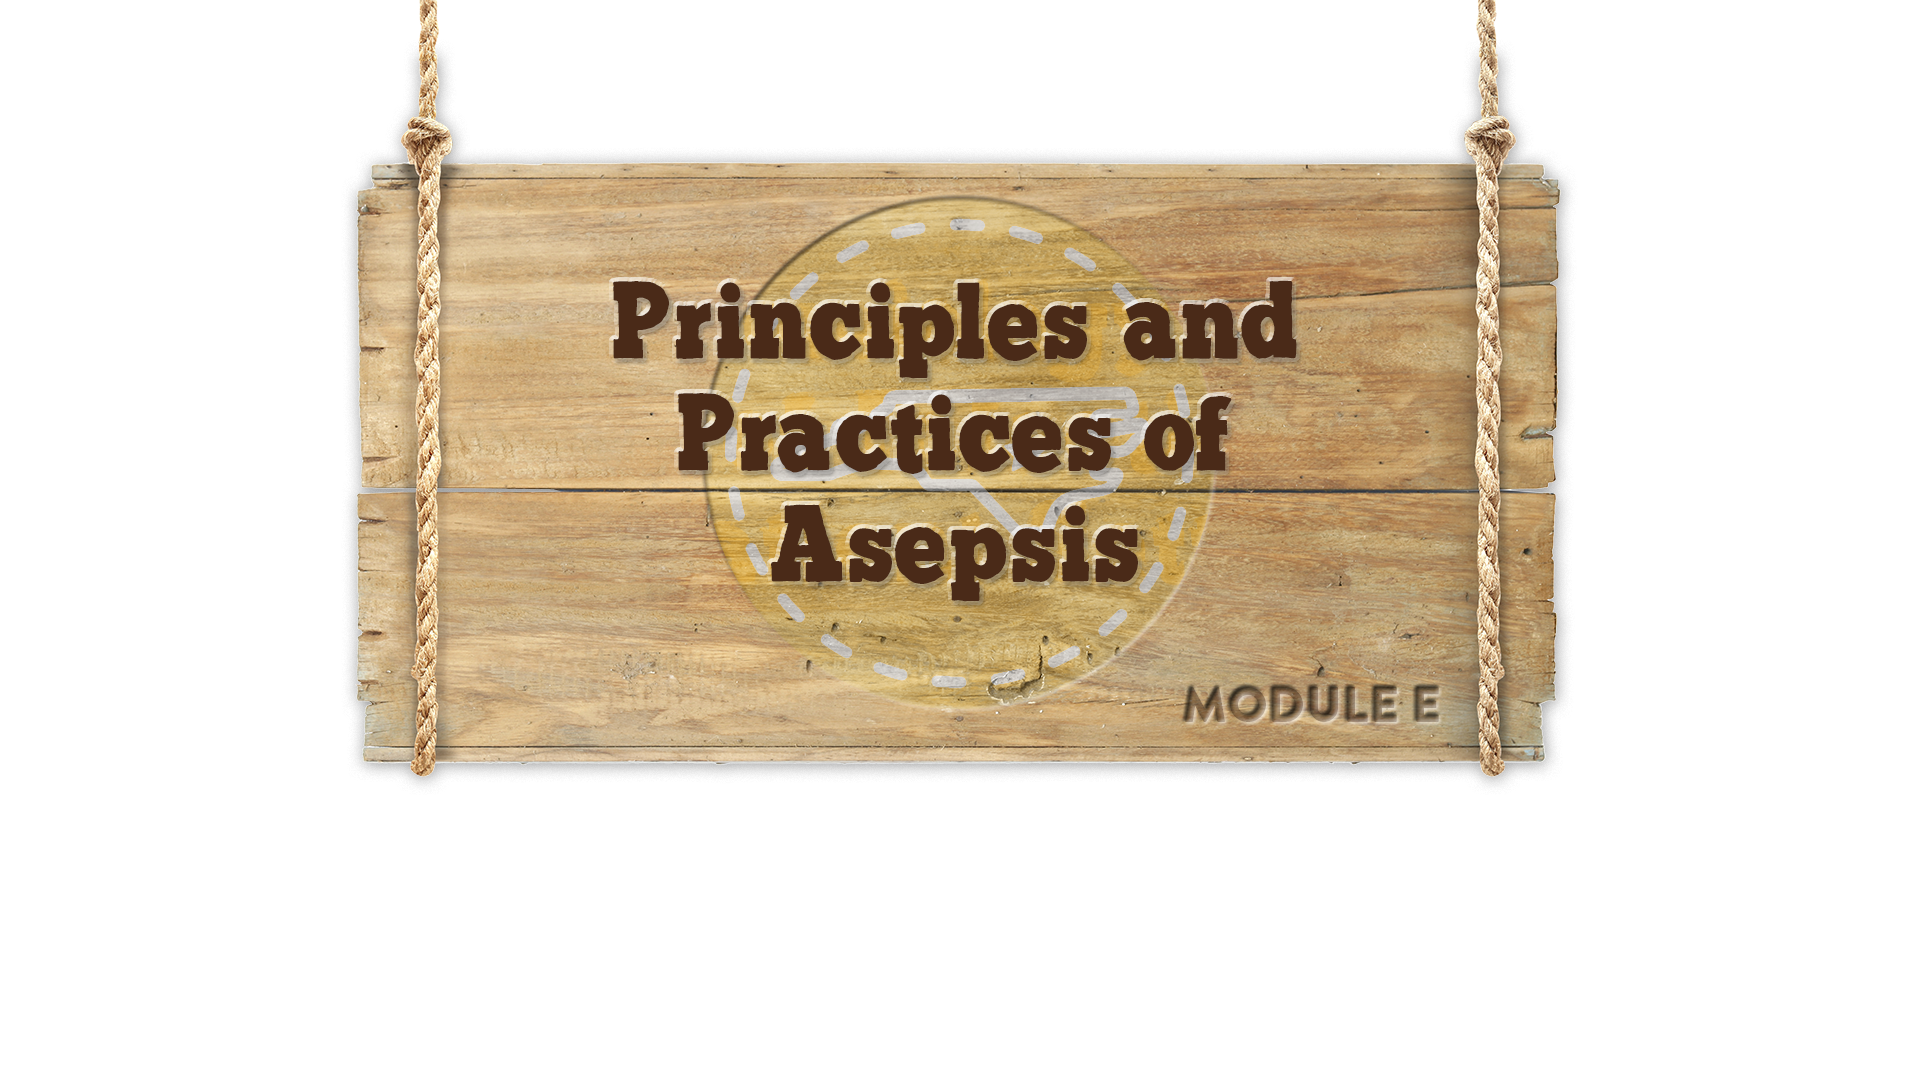 Principles and
Practices of
Asepsis
MODULE E